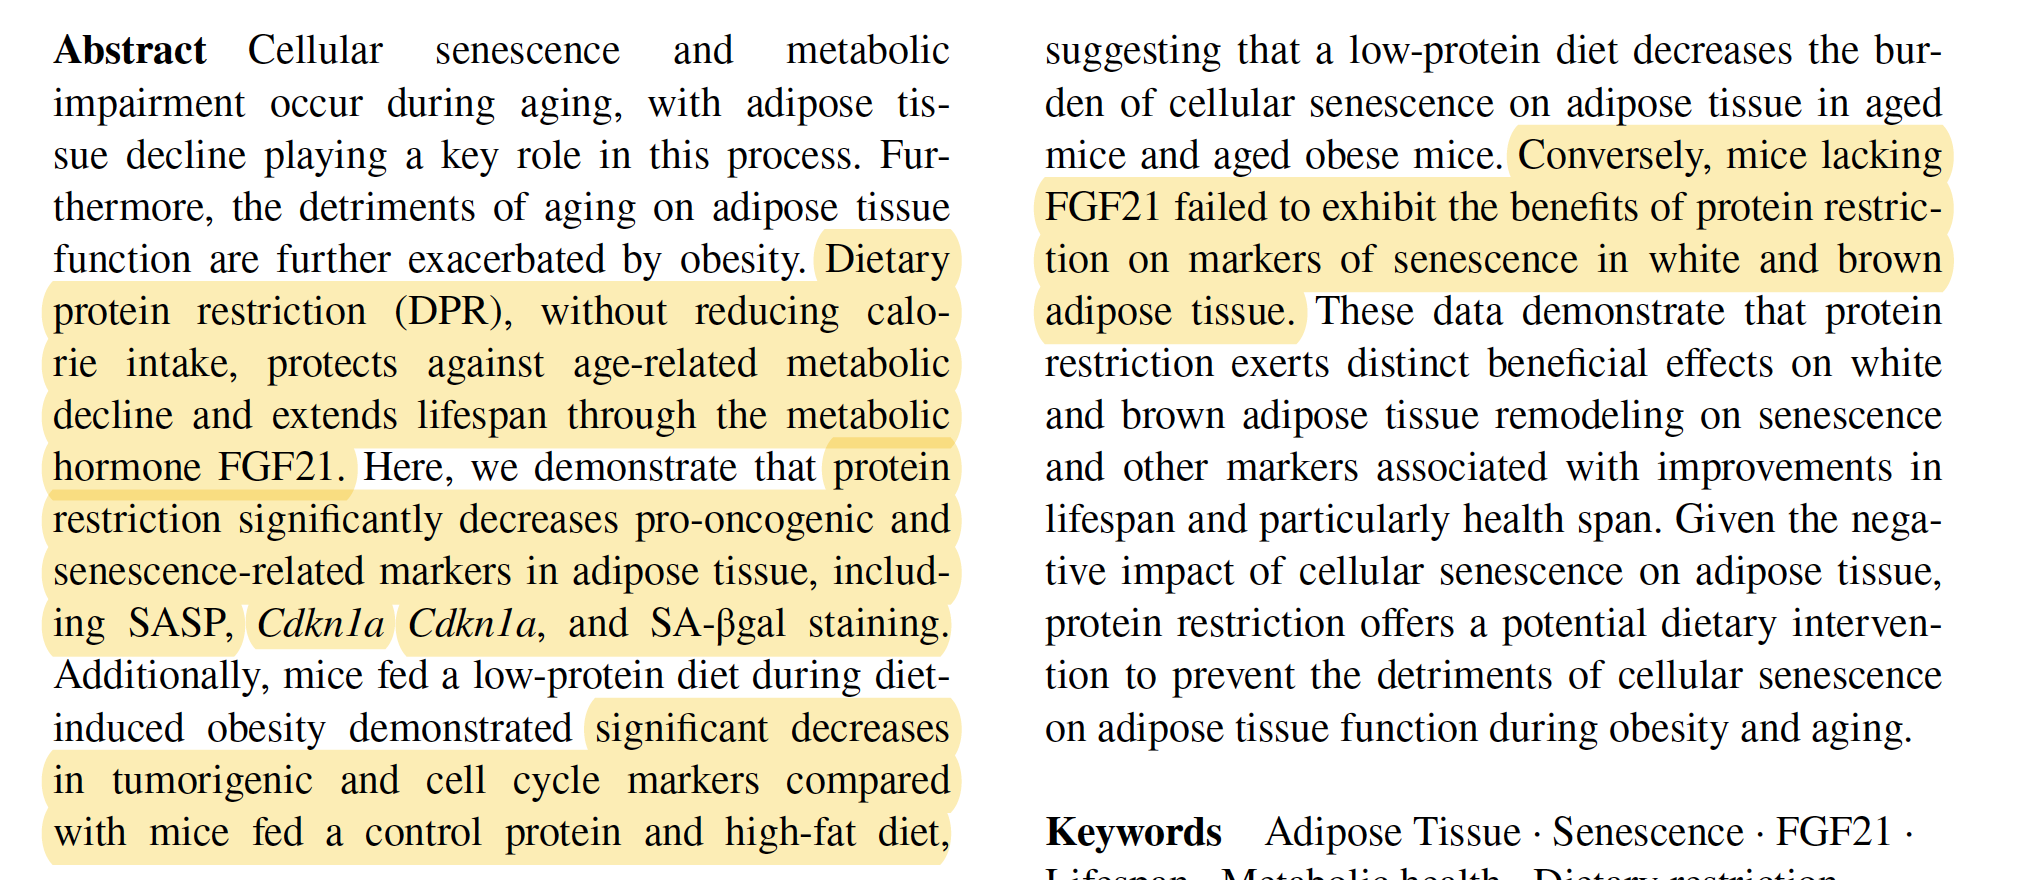 Abstract Cellular senescence and metabolic
impairment occur during aging, with adipose tis-
sue decline playing a key role in this process. Fur-
thermore, the detriments of aging on adipose tissue
function are further exacerbated by obesity. Dietary
protein restriction (DPR), without reducing calo-
rie intake, protects against age-related metabolic
decline and extends lifespan through the metabolic
hormone FGF21. Here, we demonstrate that protein
restriction significantly decreases pro-oncogenic and
senescence-related markers in adipose tissue, includ-
ing SASP, Cdkn1a Cdkn1a, and SA-βgal staining.
Additionally, mice fed a low-protein diet during diet-
induced obesity demonstrated significant decreases
in tumorigenic and cell cycle markers compared
with mice fed a control protein and high-fat diet,
suggesting that a low-protein diet decreases the bur-
den of cellular senescence on adipose tissue in aged
mice and aged obese mice. Conversely, mice lacking
FGF21 failed to exhibit the benefits of protein restric-
tion on markers of senescence in white and brown
adipose tissue. These data demonstrate that protein
restriction exerts distinct beneficial effects on white
and brown adipose tissue remodeling on senescence
and other markers associated with improvements in
lifespan and particularly health span. Given the nega-
tive impact of cellular senescence on adipose tissue,
protein restriction offers a potential dietary interven-
tion to prevent the detriments of cellular senescence
on adipose tissue function during obesity and aging.
Keywords Adipose Tissue · Senescence · FGF21 ·
Lifespan · Metabolic health · Dietary restriction